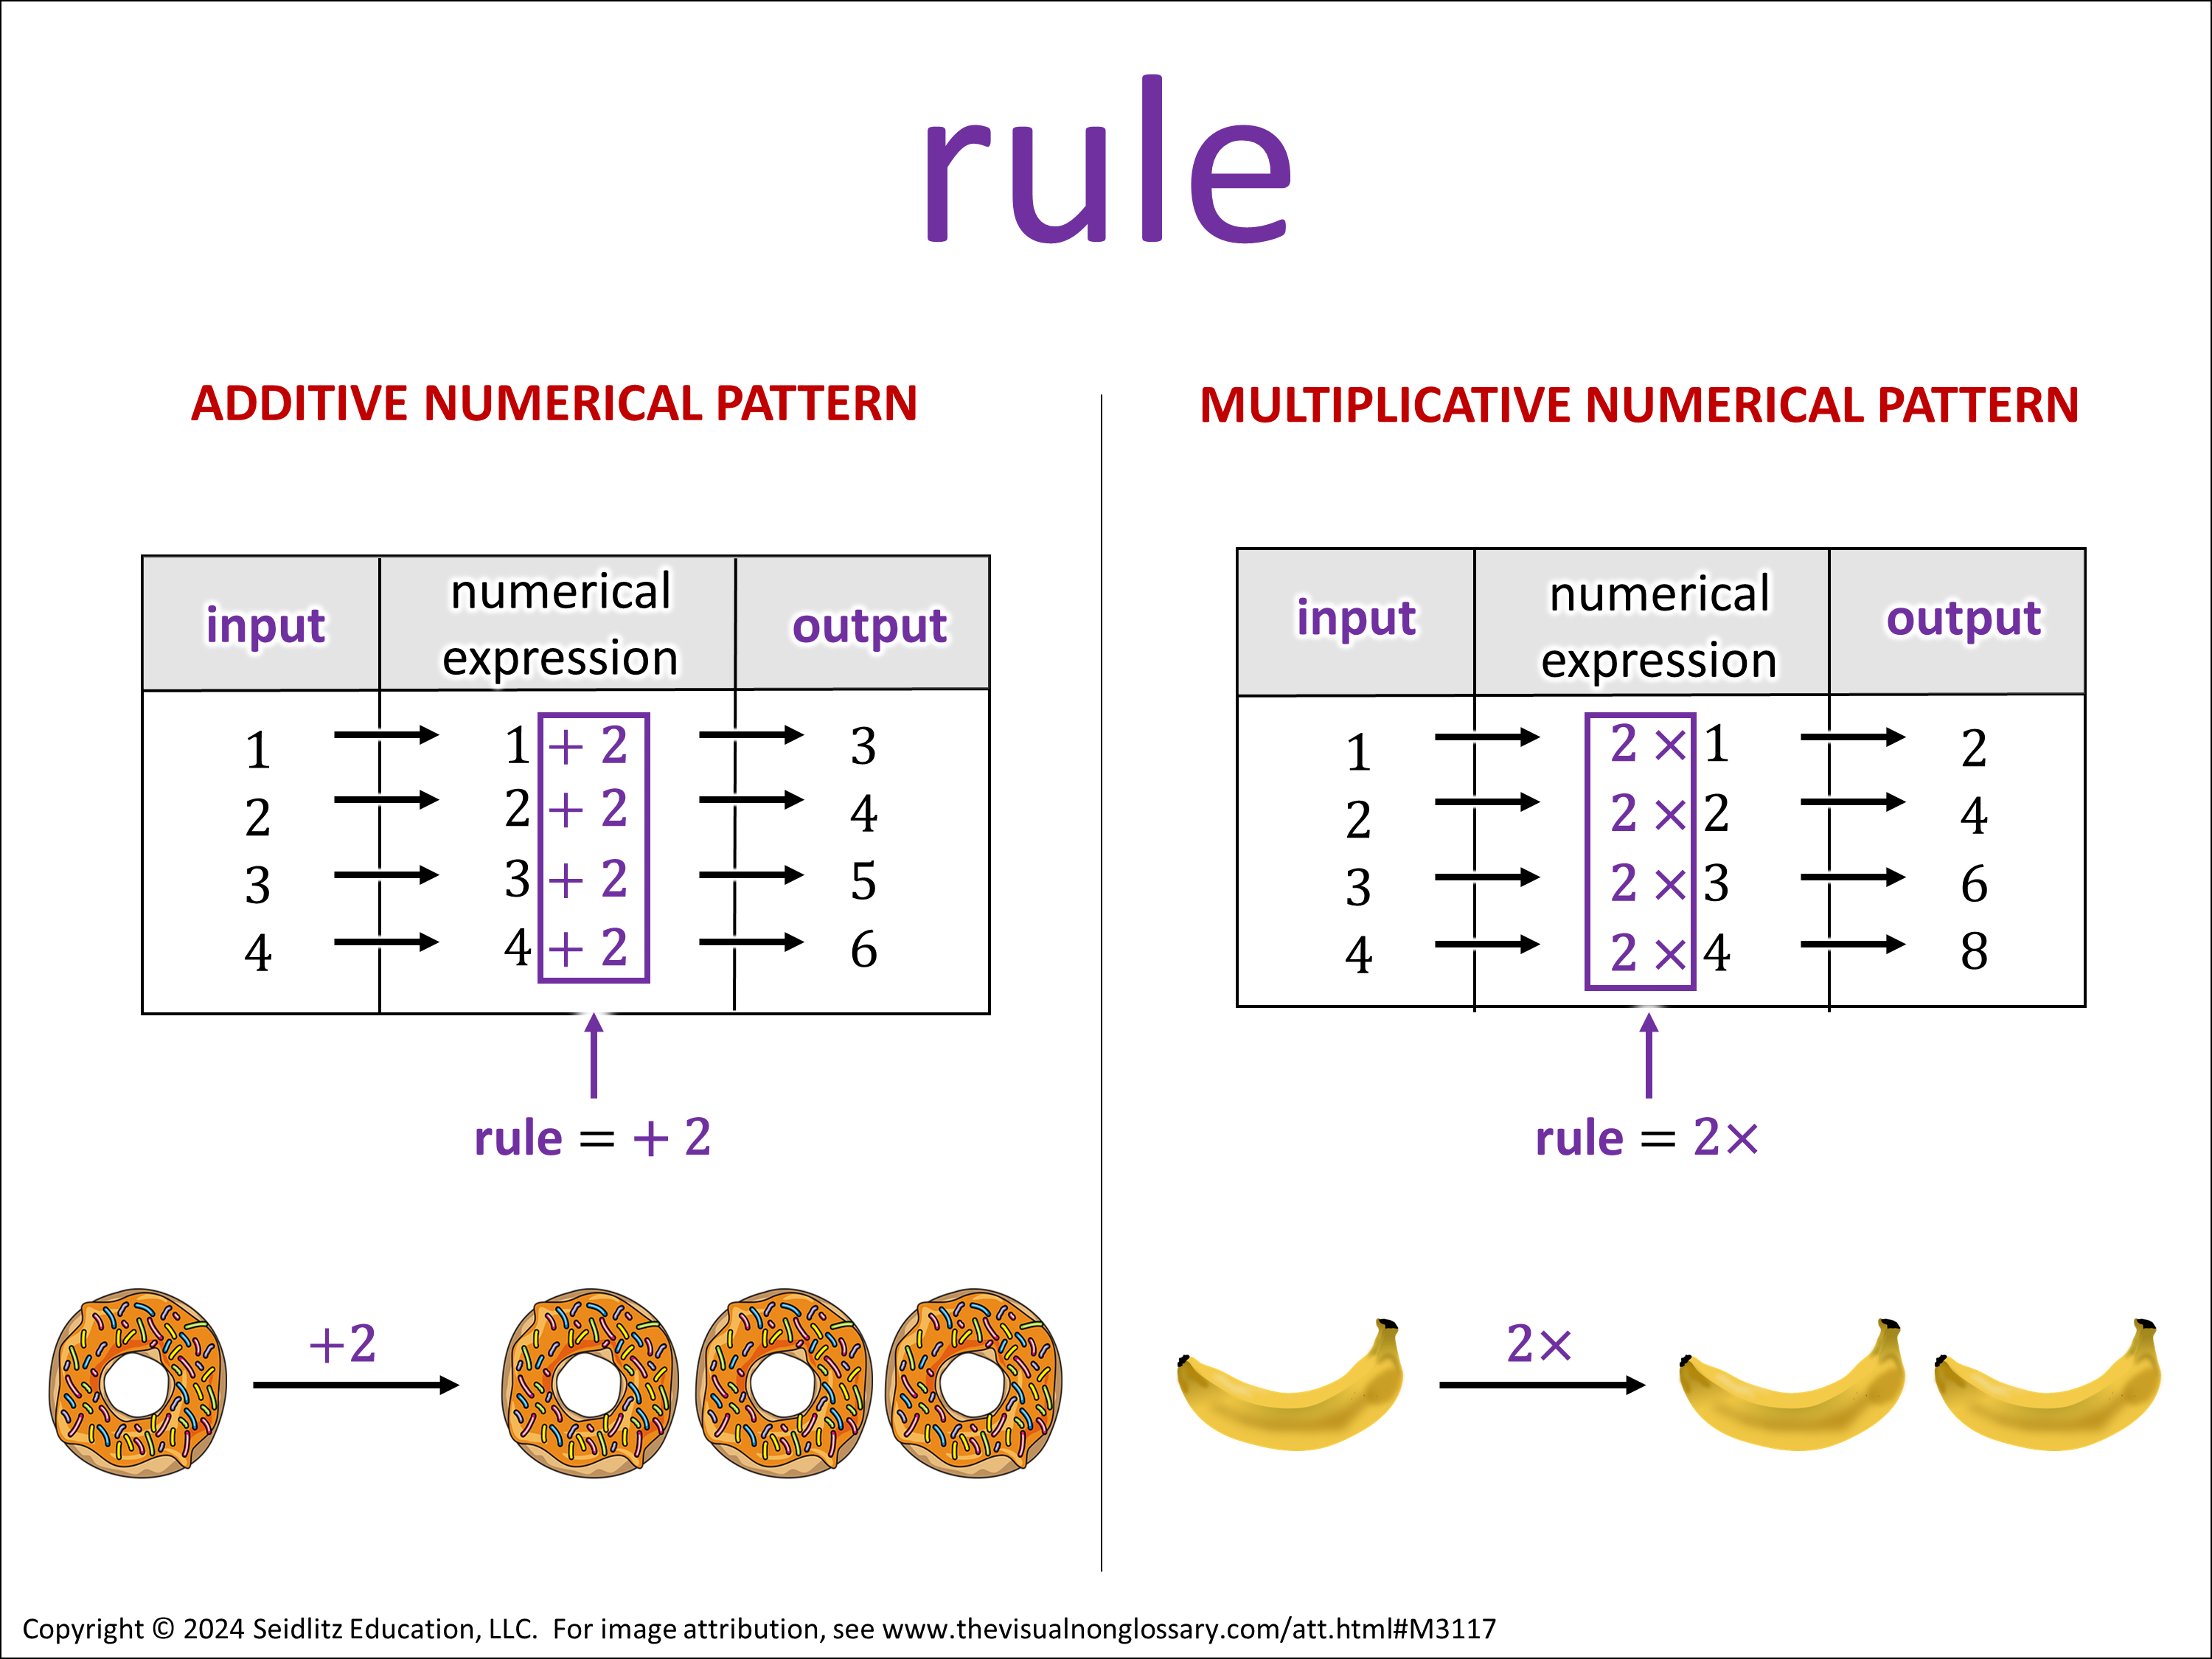 rule
ADDITIVE NUMERICAL PATTERN
input numerical expression output
1 1 + 2 3
2 2 + 2 4
3 3 + 2 5
4 4 + 2 6
rule = + 2
+2
MULTIPLICATIVE NUMERICAL PATTERN
input numerical expression output
1 2 × 1 2
2 2 × 2 4
3 2 × 3 6
4 2 × 4 8
rule = 2×
2×
Copyright © 2024 Seidlitz Education, LLC. For image attribution, see www.thevisualnonglossary.com/att.html#M3117